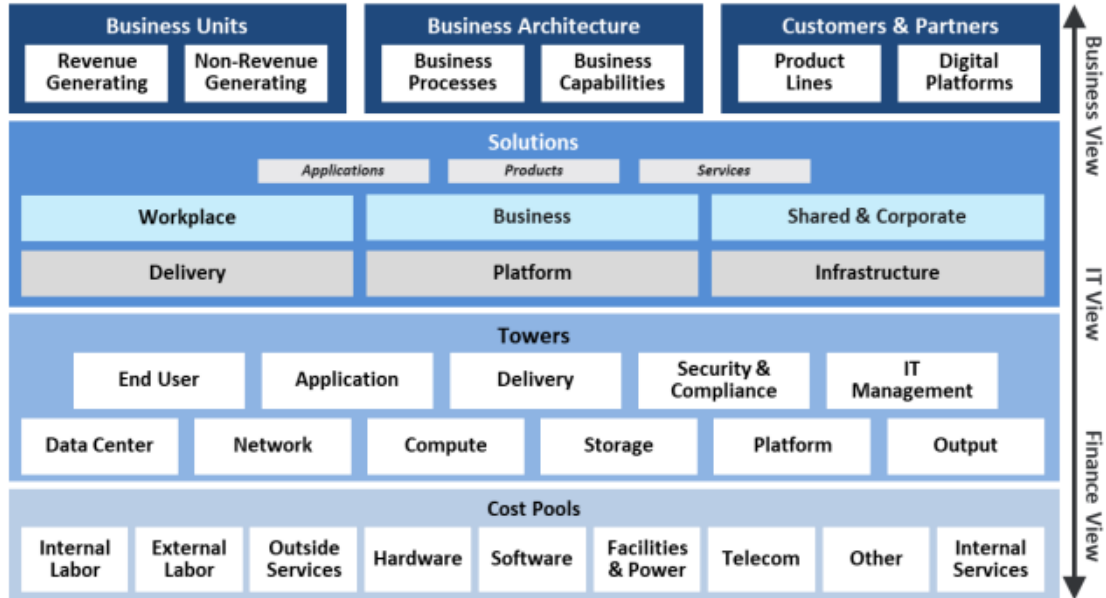 Business Units
Business Architecture
Customers & Partners
Revenue
Generating
Non-Revenue
Generating
Business
Processes
Business
Capabilities
Product
Lines
Digital
Platforms
Solutions
Applications
Products
Services
Workplace
Business
Shared & Corporate
Delivery
Platform
Infrastructure
Towers
End User
Application
Delivery
Security &
Compliance
IT
Management
Data Center
Network
Compute
Storage
Platform
Output
Cost Pools
Internal
Labor
External
Labor
Outside
Services
Hardware
Software
Facilities
& Power
Telecom
Other
Internal
Services
Business View
IT View
Finance View